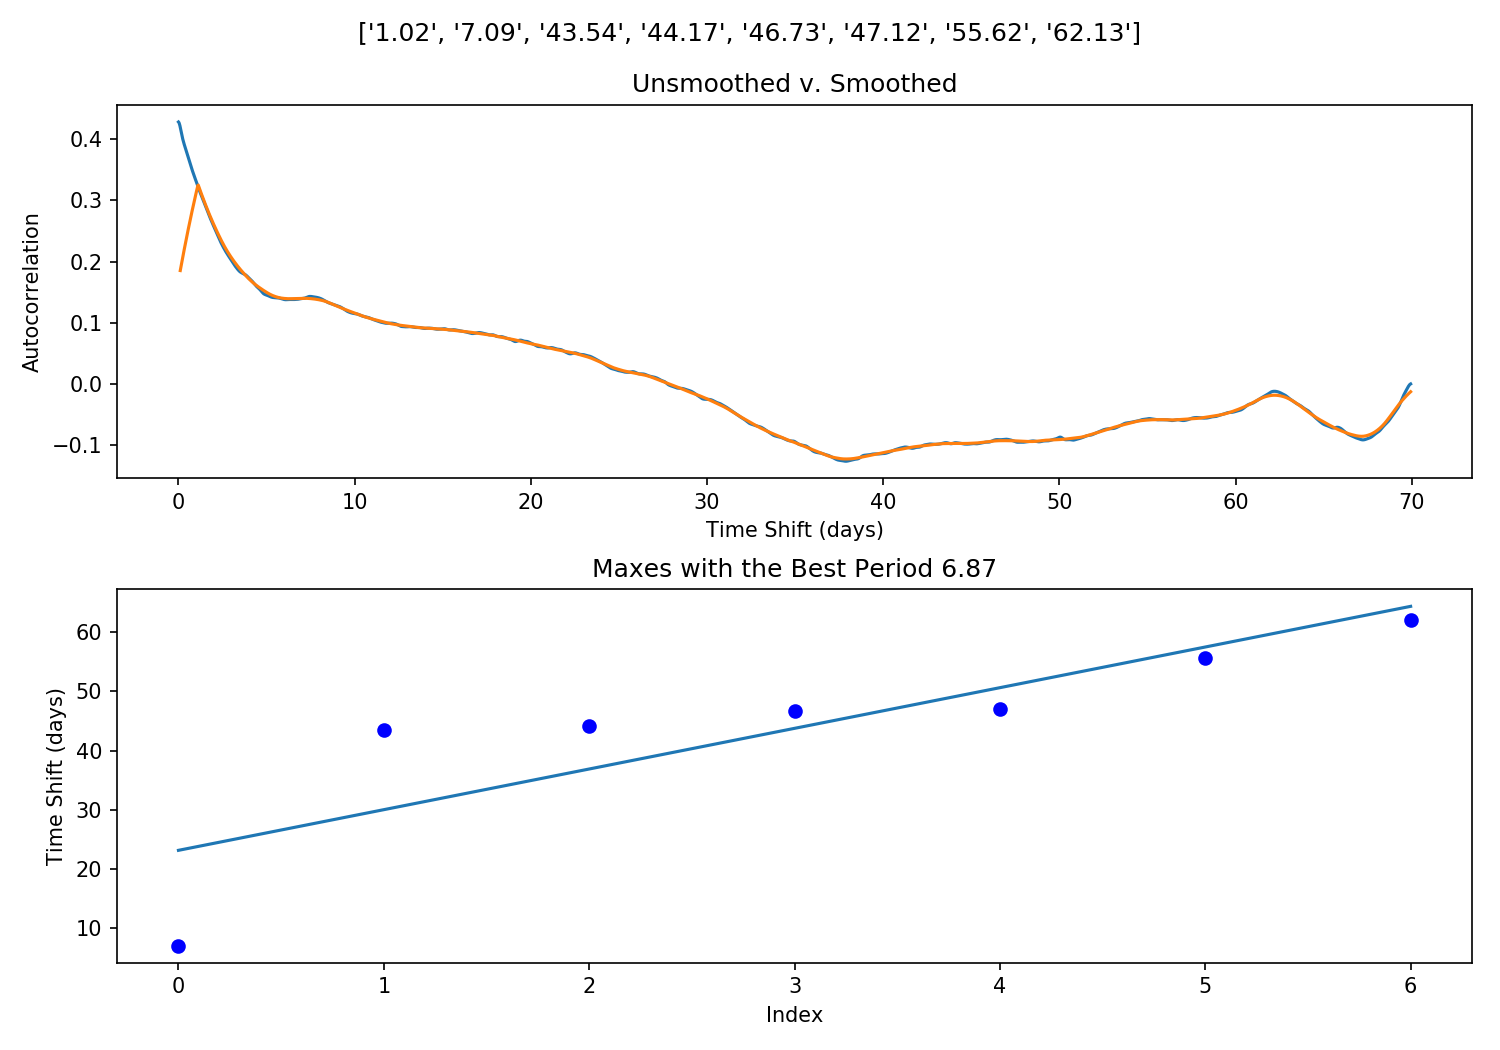 ['1.02', '7.09', '43.54', '44.17', '46.73', '47.12', '55.62', '62.13']
Unsmoothed v. Smoothed
Autocorrelation
0.4
0.3
0.2
0.1
0.0
−0.1
0 10 20 30 40 50 60 70
Time Shift (days)
Maxes with the Best Period 6.87
Time Shift (days)
60
50
40
30
20
10
0 1 2 3 4 5 6
Index